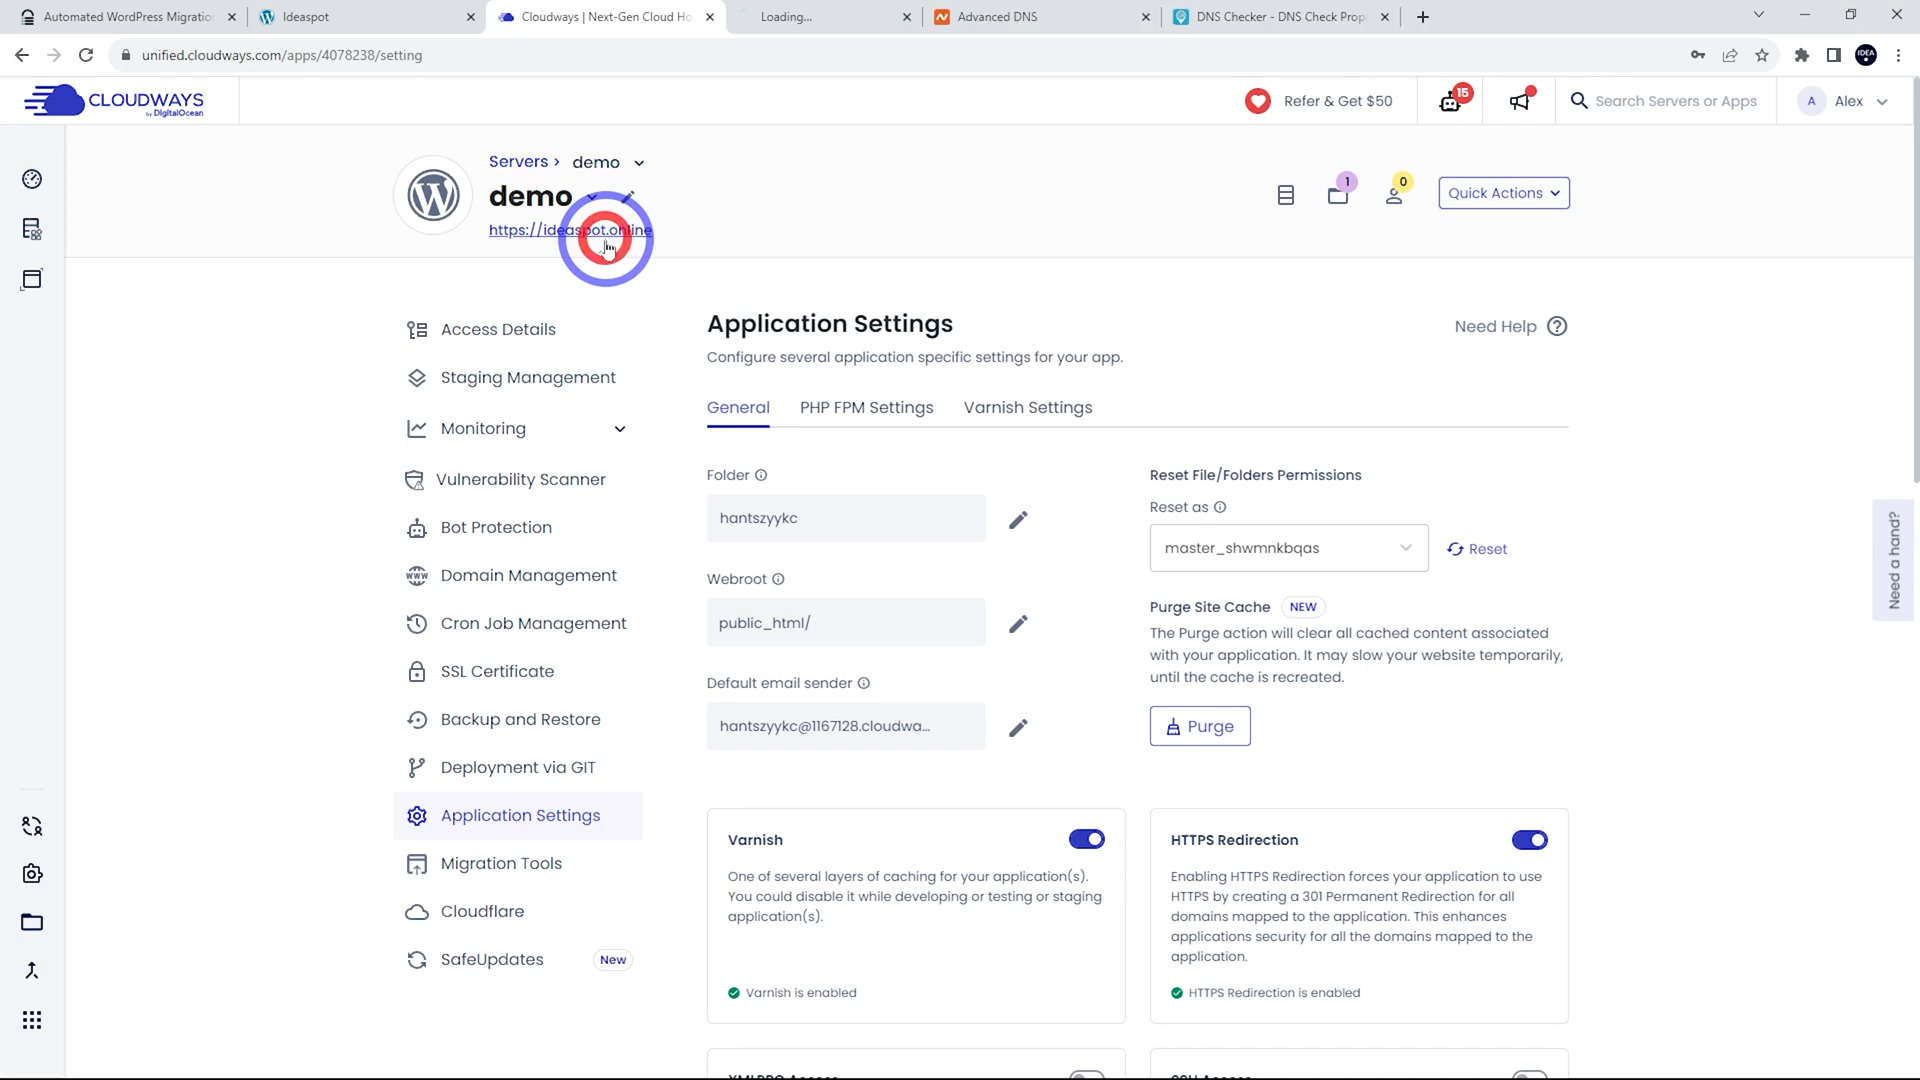 Automated WordPress Migration
Ideaspot
Cloudways | Next-Gen Cloud Ho
Loading...
Advanced DNS
DNS Checker - DNS Check Prop
unified.cloudways.com/apps/4078238/setting
IDEA
CLOUDWAYS
by DigitalOcean
Refer & Get $50
15
Search Servers or Apps
A
Alex
Servers > demo
demo
https://ideaspot.online
1
0
Quick Actions
Access Details
Staging Management
Monitoring
Vulnerability Scanner
Bot Protection
www
Domain Management
Cron Job Management
SSL Certificate
Backup and Restore
Deployment via GIT
Application Settings
Migration Tools
Cloudflare
SafeUpdates
New
Application Settings
Need Help
Configure several application specific settings for your app.
General
PHP FPM Settings
Varnish Settings
Folder
hantszyykc
Webroot
public_html/
Default email sender
hantszyykc@1167128.cloudwa...
Reset File/Folders Permissions
Reset as
master_shwmnkbqas
Reset
Purge Site Cache NEW
The Purge action will clear all cached content associated
with your application. It may slow your website temporarily,
until the cache is recreated.
Purge
Varnish
One of several layers of caching for your application(s).
You could disable it while developing or testing or staging
application(s).
Varnish is enabled
HTTPS Redirection
Enabling HTTPS Redirection forces your application to use
HTTPS by creating a 301 Permanent Redirection for all
domains mapped to the application. This enhances
applications security for all the domains mapped to the
application.
HTTPS Redirection is enabled
Need a hand?